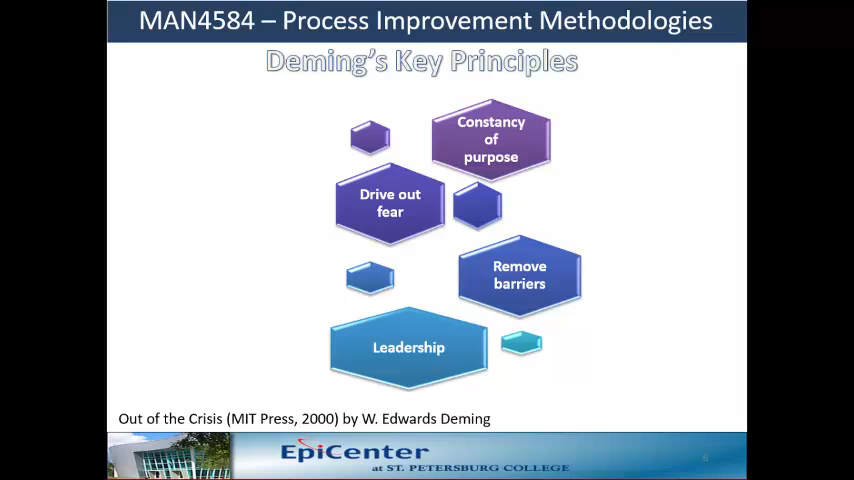 MAN4584 – Process Improvement Methodologies
Deming's Key Principles
Constancy
of
purpose
Drive out
fear
Remove
barriers
Leadership
Out of the Crisis (MIT Press, 2000) by W. Edwards Deming
EpiCenter
at ST. PETERSBURG COLLEGE
6